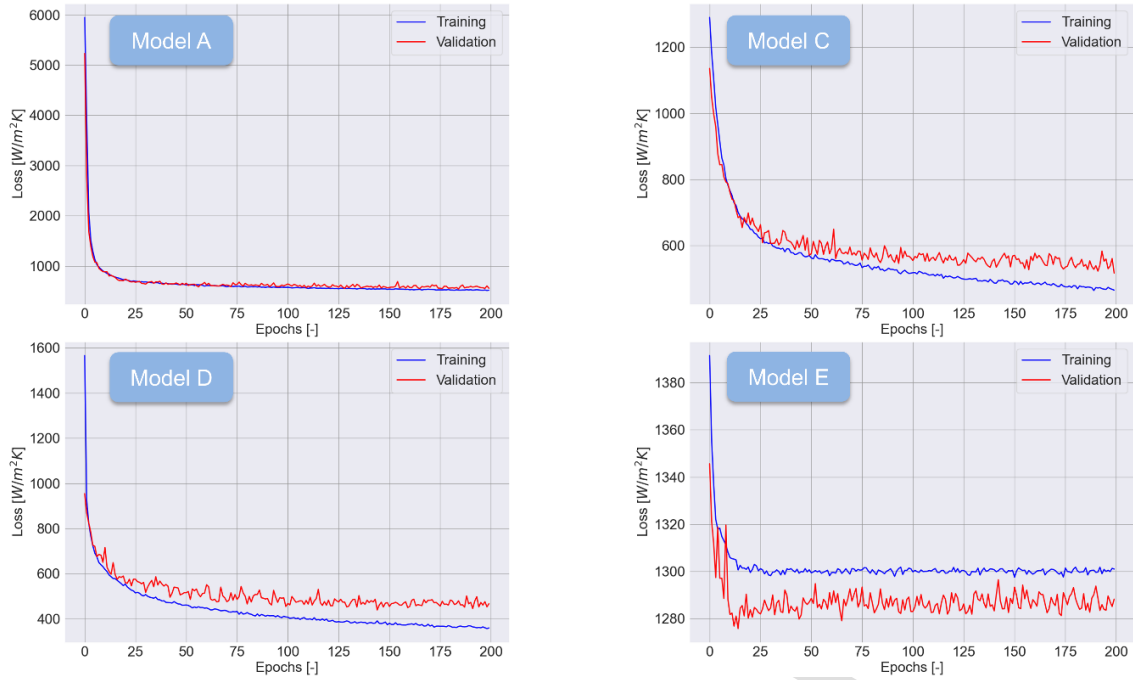 Model A
Training
Validation
Loss [W/m²K]
6000
5000
4000
3000
2000
1000
0 25 50 75 100 125 150 175 200
Epochs [-]
Model C
Training
Validation
Loss [W/m²K]
1200
1000
800
600
0 25 50 75 100 125 150 175 200
Epochs [-]
Model D
Training
Validation
Loss [W/m²K]
1600
1400
1200
1000
800
600
400
0 25 50 75 100 125 150 175 200
Epochs [-]
Model E
Training
Validation
Loss [W/m²K]
1380
1360
1340
1320
1300
1280
0 25 50 75 100 125 150 175 200
Epochs [-]